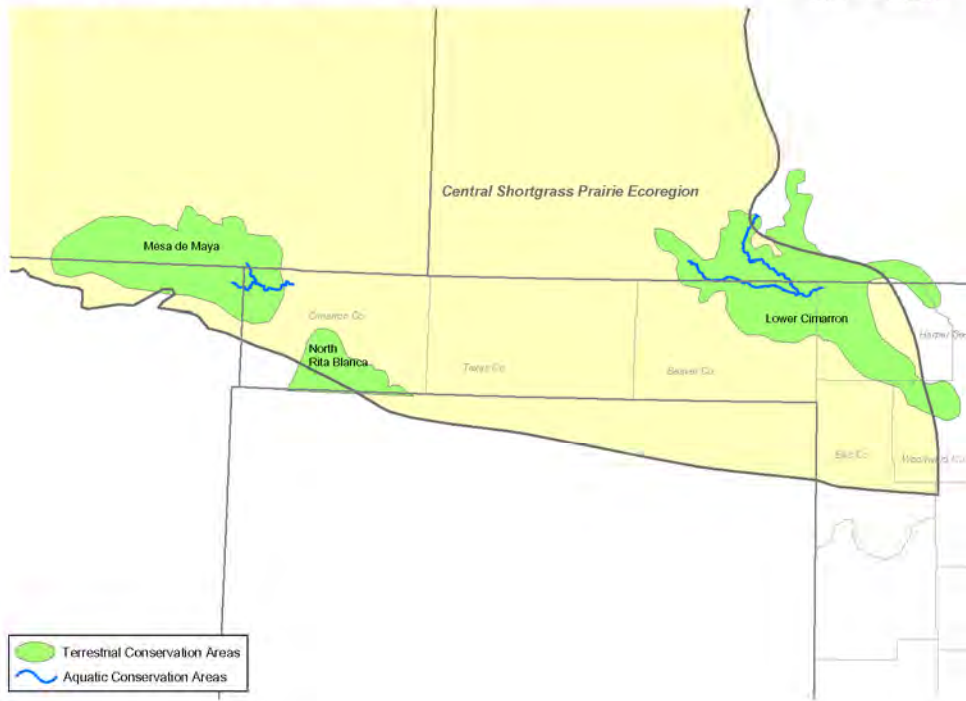 Central Shortgrass Prairie Ecoregion
Mesa de Maya
Lower Cimarron
Cimarron Co.
Harper
North
Rita Blanca
Texas Co.
Beaver Co.
Ellis Co.
Woodward Co.
Terrestrial Conservation Areas
Aquatic Conservation Areas